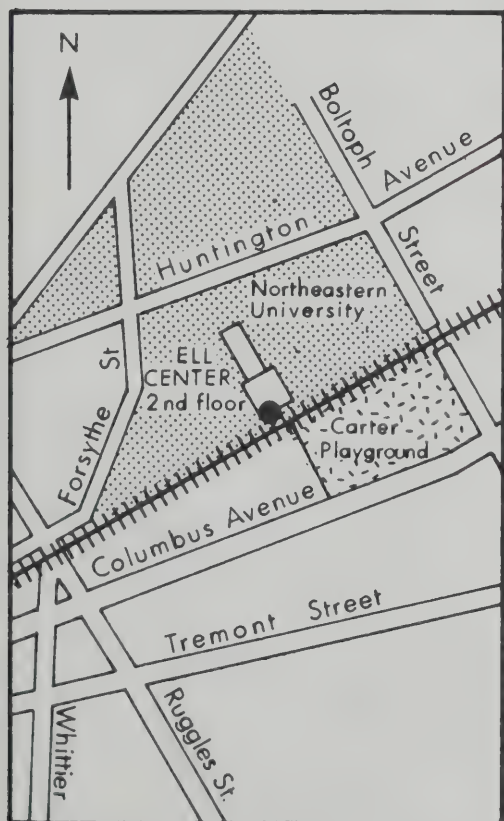 N
Boltoph
Street
Huntington Avenue
Northeastern
University
ELL
CENTER
2nd floor
Forsythe St
Carter
Playground
Columbus Avenue
Tremont Street
Whittier
Ruggles St.